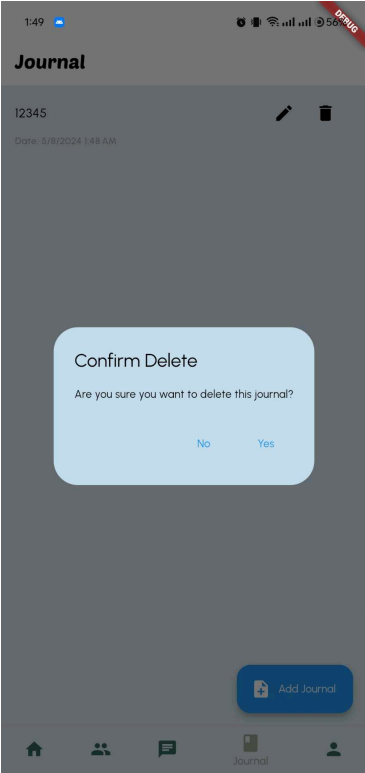 1:49
56%
DEBUG
Journal
12345
Date: 5/8/2024 1:48 AM
Confirm Delete
Are you sure you want to delete this journal?
No
Yes
Add Journal
Journal